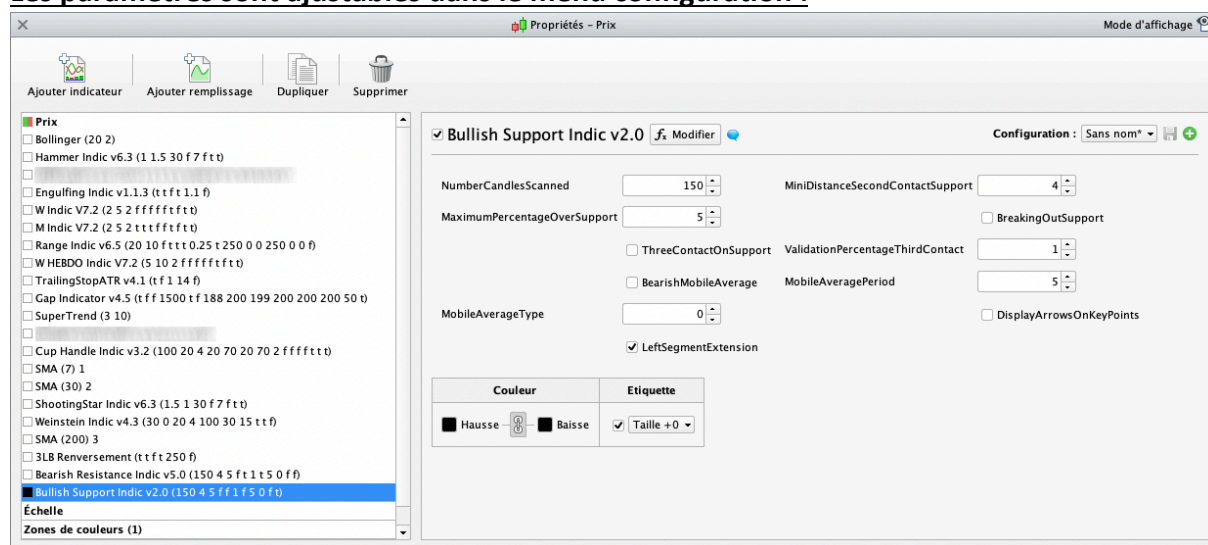 Les paramètres sont ajustables dans le menu configuration :
Propriétés – Prix
Mode d'affichage
Ajouter indicateur
Ajouter remplissage
Dupliquer
Supprimer
Prix
Bollinger (20 2)
Hammer Indic v6.3 (1 1.5 30 f 7 f t t)
Engulfing Indic v1.1.3 (t t f t 1.1 f)
W Indic V7.2 (2 5 2 f f f f f t f t t)
M Indic V7.2 (2 5 2 t t t f f t f t t)
Range Indic v6.5 (20 10 f t t t 0.25 t 250 0 0 250 0 0 f)
W HEBDO Indic V7.2 (5 10 2 f f f f f t f t t)
TrailingStopATR v4.1 (t f 1 14 f)
Gap Indicator v4.5 (t f f 1500 t f 188 200 199 200 200 200 50 t)
SuperTrend (3 10)
Cup Handle Indic v3.2 (100 20 4 20 70 20 70 2 f f f f t t t)
SMA (7) 1
SMA (30) 2
ShootingStar Indic v6.3 (1.5 1 30 f 7 f t t)
Weinstein Indic v4.3 (30 0 20 4 100 30 15 t t f)
SMA (200) 3
3LB Renversement (t t f t 250 f)
Bearish Resistance Indic v5.0 (150 4 5 f t 1 t 5 0 f f)
Bullish Support Indic v2.0 (150 4 5 f f 1 f 5 0 f t)
Échelle
Zones de couleurs (1)
Bullish Support Indic v2.0
fx Modifier
Configuration : Sans nom*
NumberCandlesScanned 150
MiniDistanceSecondContactSupport 4
MaximumPercentageOverSupport 5
BreakingOutSupport
ThreeContactOnSupport
ValidationPercentageThirdContact 1
BearishMobileAverage
MobileAveragePeriod 5
MobileAverageType 0
DisplayArrowsOnKeyPoints
LeftSegmentExtension
Couleur
Etiquette
Hausse
Baisse
Taille +0